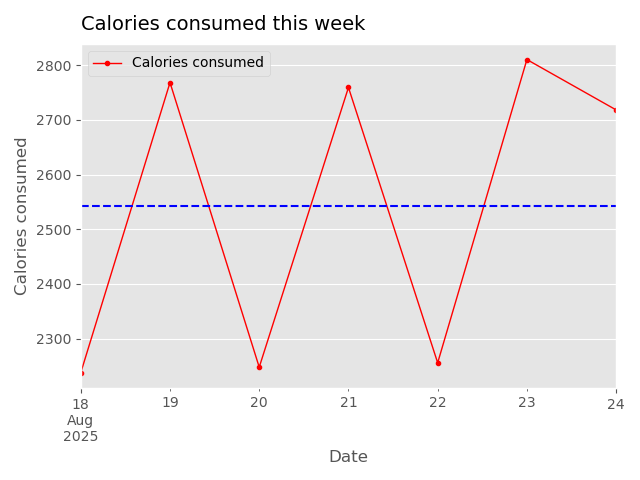 Calories consumed this week
Calories consumed
2800
2700
2600
2500
2400
2300
Calories consumed
18 19 20 21 22 23 24
Aug
2025
Date